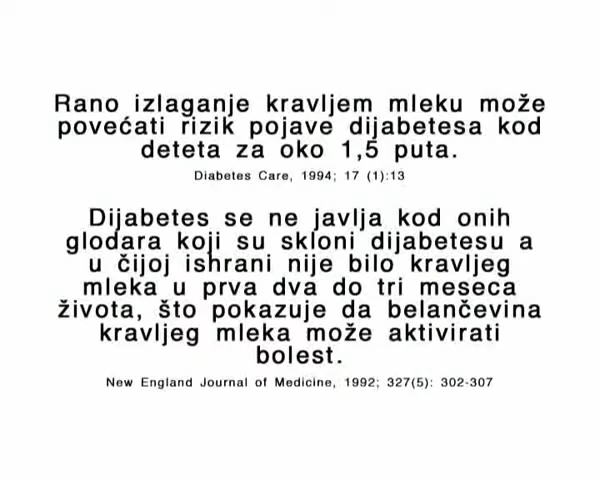 Rano izlaganje kravljem mleku može
povećati rizik pojave dijabetesa kod
deteta za oko 1,5 puta.
Diabetes Care, 1994; 17 (1):13
Dijabetes se ne javlja kod onih
glodara koji su skloni dijabetesu a
u čijoj ishrani nije bilo kravljeg
mleka u prva dva do tri meseca
života, što pokazuje da belančevina
kravljeg mleka može aktivirati
bolest.
New England Journal of Medicine, 1992; 327(5): 302-307